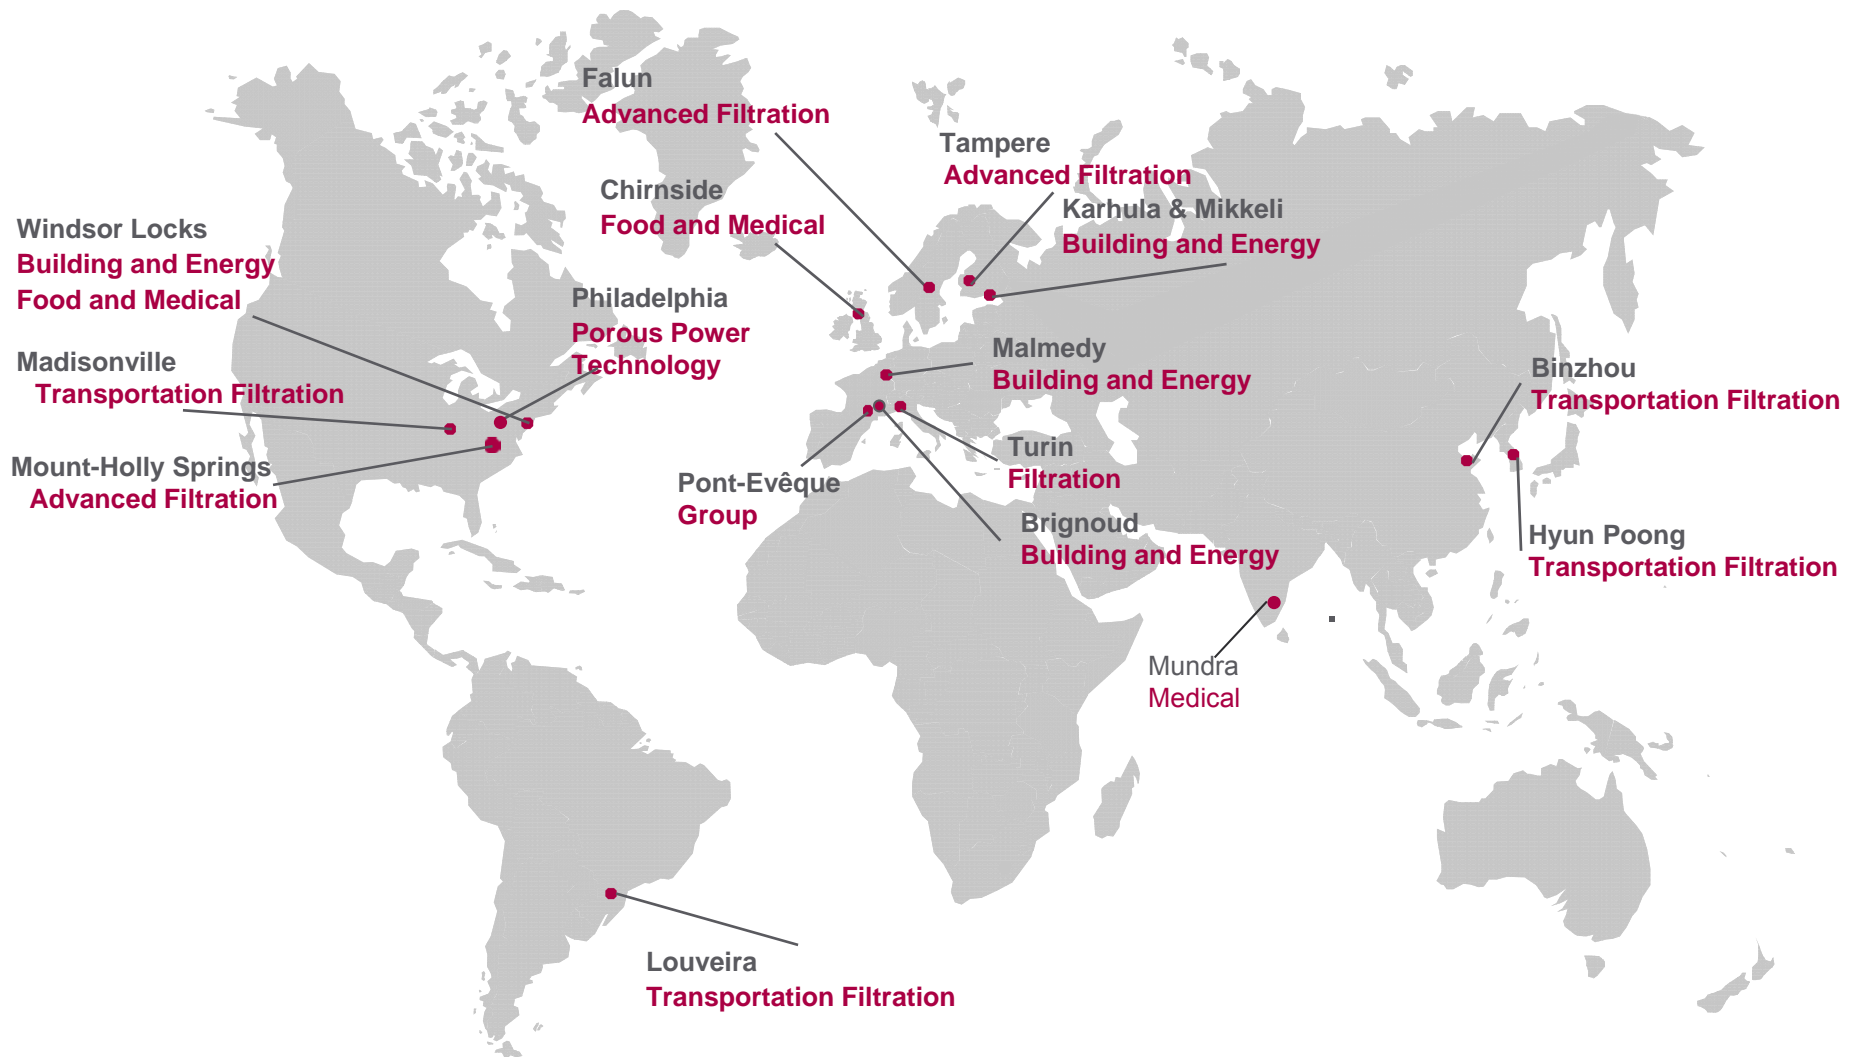 Falun
Advanced Filtration
Tampere
Advanced Filtration
Chirnside
Food and Medical
Karhula & Mikkeli
Building and Energy
Windsor Locks
Building and Energy
Food and Medical
Philadelphia
Porous Power
Technology
Madisonville
Transportation Filtration
Malmedy
Building and Energy
Binzhou
Transportation Filtration
Mount-Holly Springs
Advanced Filtration
Turin
Filtration
Pont-Evêque
Group
Brignoud
Building and Energy
Hyun Poong
Transportation Filtration
Mundra
Medical
Louveira
Transportation Filtration